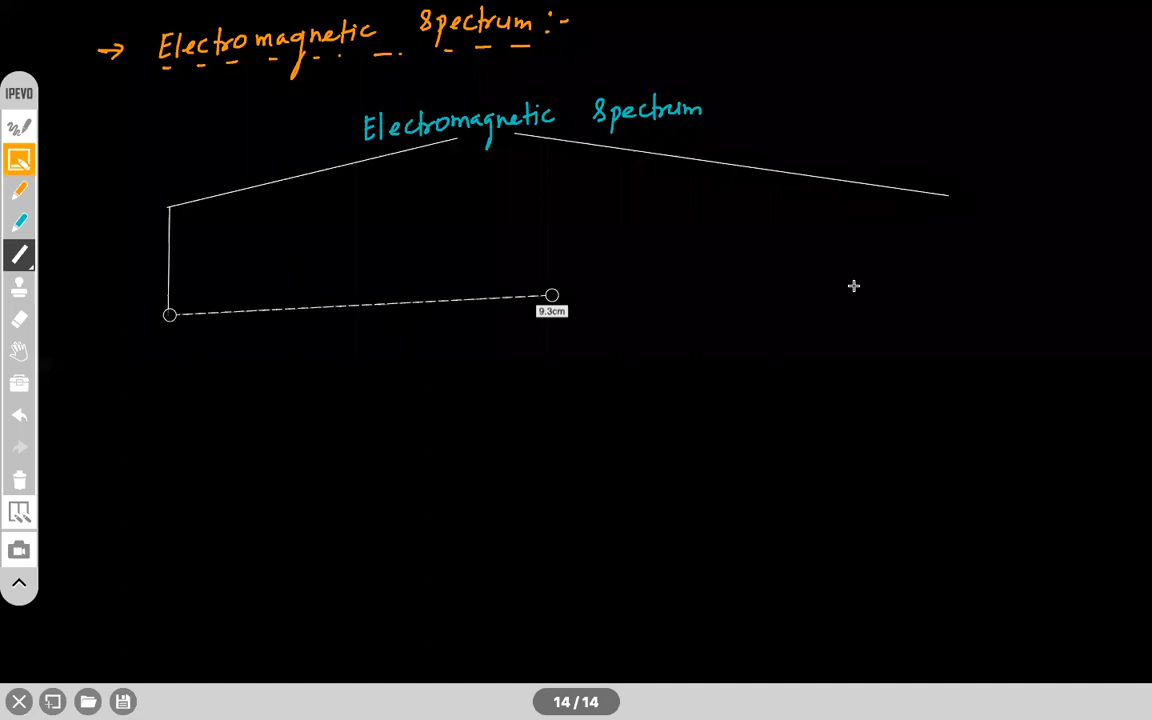 → Electromagnetic Spectrum :-
IPEVO
Electromagnetic Spectrum
9.3cm
14/14